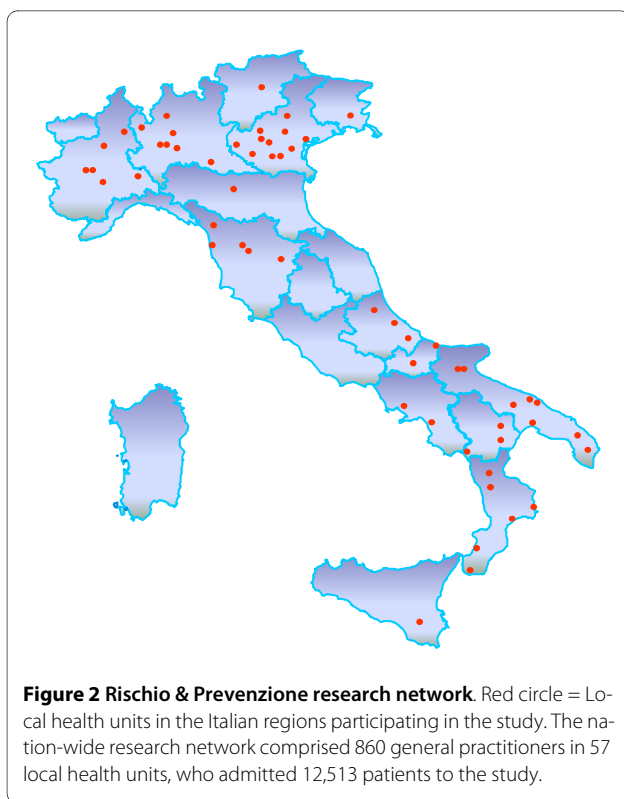 Figure 2 Rischio & Prevenzione research network. Red circle = Lo-
cal health units in the Italian regions participating in the study. The na-
tion-wide research network comprised 860 general practitioners in 57
local health units, who admitted 12,513 patients to the study.